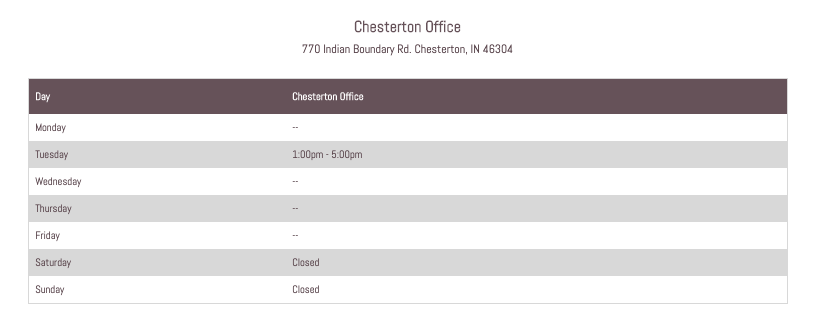 Chesterton Office
770 Indian Boundary Rd. Chesterton, IN 46304
Day Chesterton Office
Monday --
Tuesday 1:00pm - 5:00pm
Wednesday --
Thursday --
Friday --
Saturday Closed
Sunday Closed